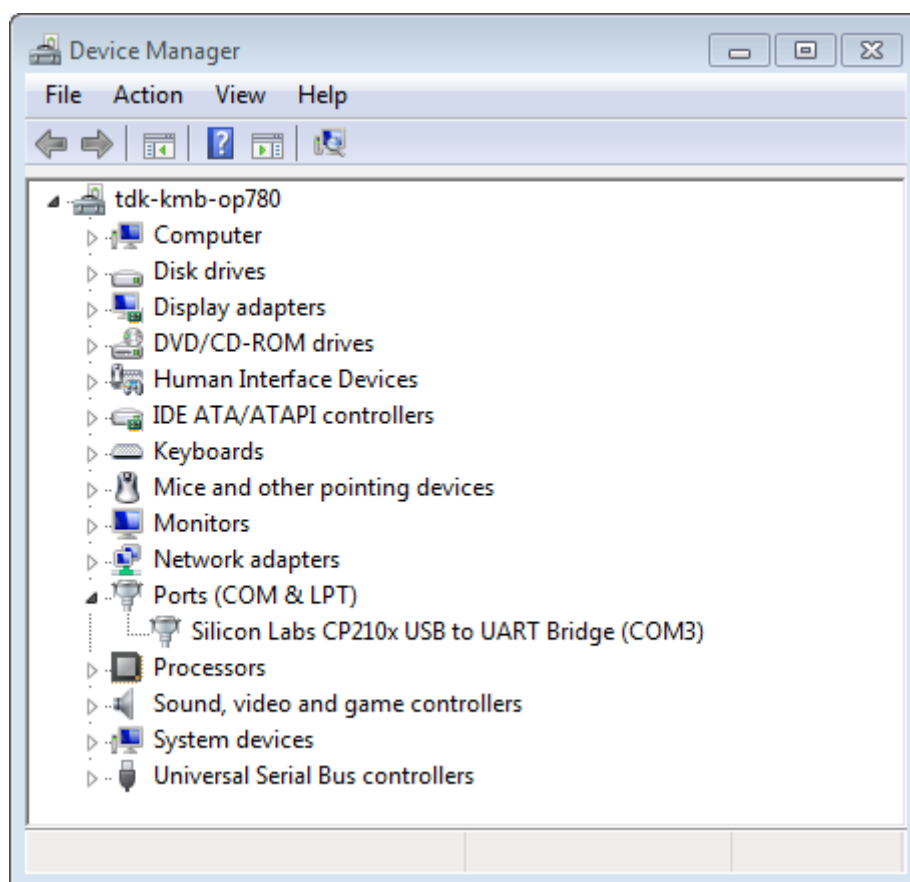 Device Manager
File Action View Help
tdk-kmb-op780
Computer
Disk drives
Display adapters
DVD/CD-ROM drives
Human Interface Devices
IDE ATA/ATAPI controllers
Keyboards
Mice and other pointing devices
Monitors
Network adapters
Ports (COM & LPT)
Silicon Labs CP210x USB to UART Bridge (COM3)
Processors
Sound, video and game controllers
System devices
Universal Serial Bus controllers